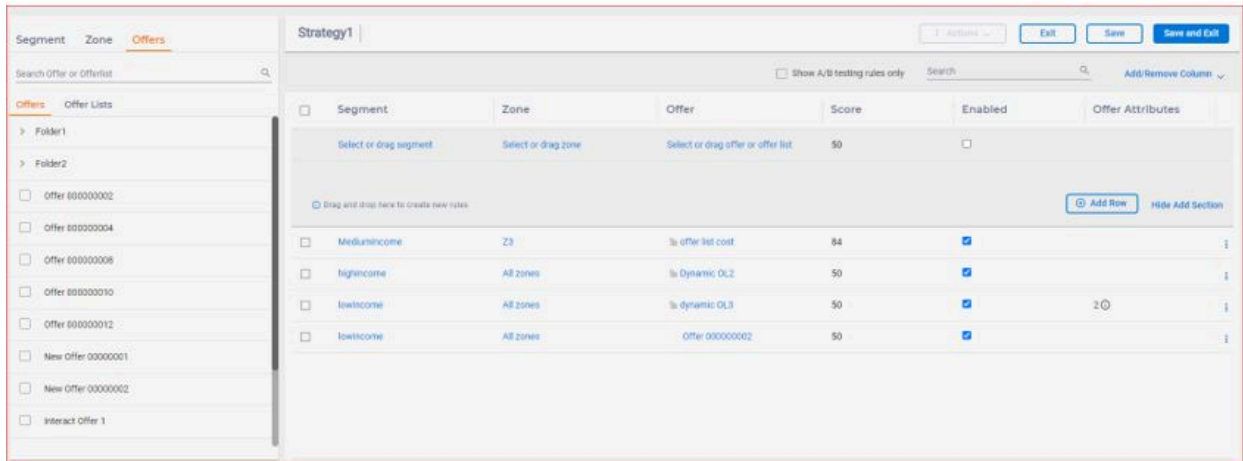 Segment Zone Offers
Search Offer or Offerlist
Offers Offer Lists
Folder1
Folder2
Offer 000000002
Offer 000000004
Offer 000000008
Offer 000000010
Offer 000000012
New Offer 00000001
New Offer 00000002
Interact Offer 1
Strategy1
Actions Exit Save Save and Exit
Show A/B testing rules only Search Add/Remove Column
Segment Zone Offer Score Enabled Offer Attributes
Select or drag segment Select or drag zone Select or drag offer or offer list 50
Drag and drop here to create new rules Add Row Hide Add Section
Mediumincome Z3 offer list cost 84
highincome All zones Dynamic OL2 50
lowincome All zones dynamic OL3 50 2
lowincome All zones Offer 000000002 50